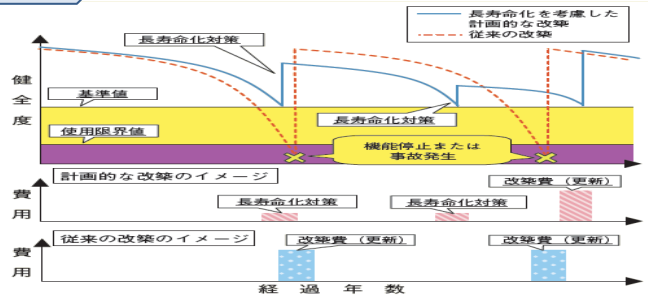 長寿命化を考慮した
計画的な改築
従来の改築
長寿命化対策
健全度
基準値
長寿命化対策
使用限界値
機能停止または
事故発生
計画的な改築のイメージ
改築費（更新）
費用
長寿命化対策
長寿命化対策
従来の改築のイメージ
改築費（更新）
改築費（更新）
費用
経過年数